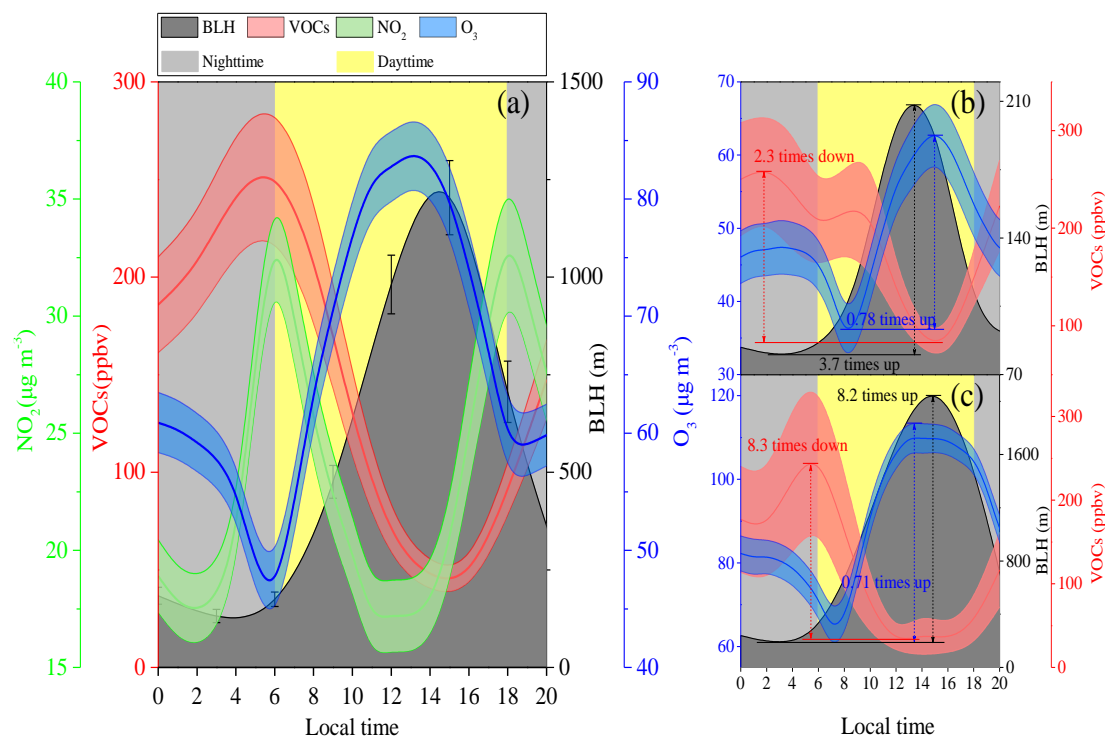 BLH VOCs NO2 O3
Nighttime Dayttime
(a)
40 35 30 25 20 15
NO2 (µg m-3)
300 200 100 0
VOCs(ppbv)
1500 1000 500 0
BLH (m)
90 80 70 60 50 40
O3 (µg m-3)
0 2 4 6 8 10 12 14 16 18 20
Local time
(b)
70 60 50 40 30
210 140 70
BLH (m)
300 200 100 0
VOCs (ppbv)
2.3 times down
0.78 times up
3.7 times up
(c)
120 100 80 60
1600 800 0
BLH (m)
300 200 100 0
VOCs (ppbv)
8.2 times up
8.3 times down
0.71 times up
0 2 4 6 8 10 12 14 16 18 20
Local time